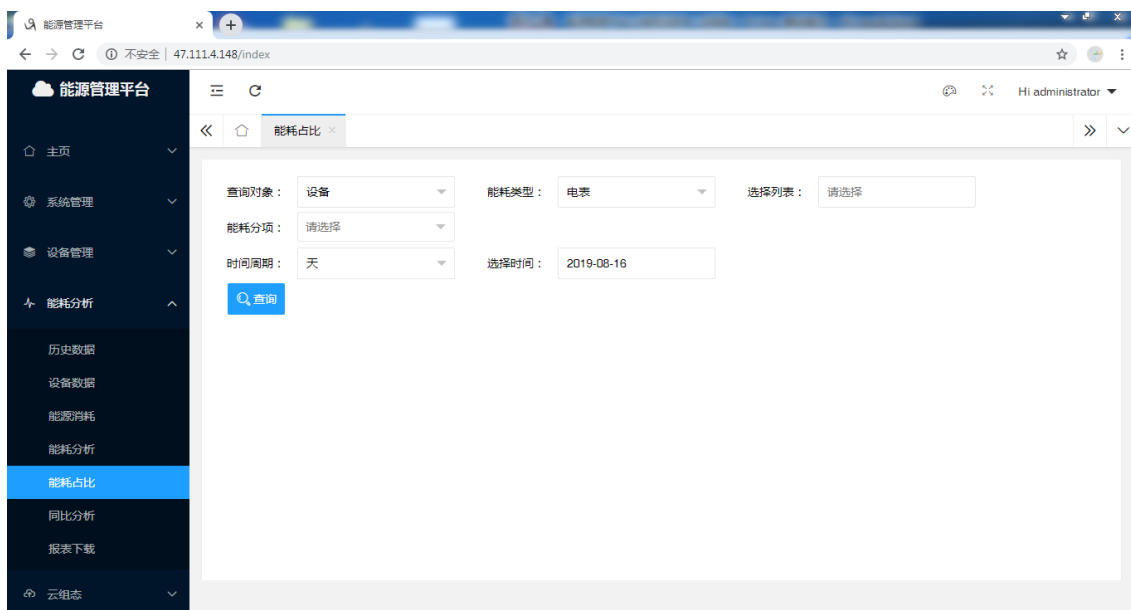 能源管理平台
不安全 | 47.111.4.148/index
能源管理平台
Hi administrator
能耗占比
主页
系统管理
设备管理
能耗分析
历史数据
设备数据
能源消耗
能耗分析
能耗占比
同比分析
报表下载
云组态
查询对象： 设备 能耗类型： 电表 选择列表： 请选择
能耗分项： 请选择
时间周期： 天 选择时间： 2019-08-16
查询